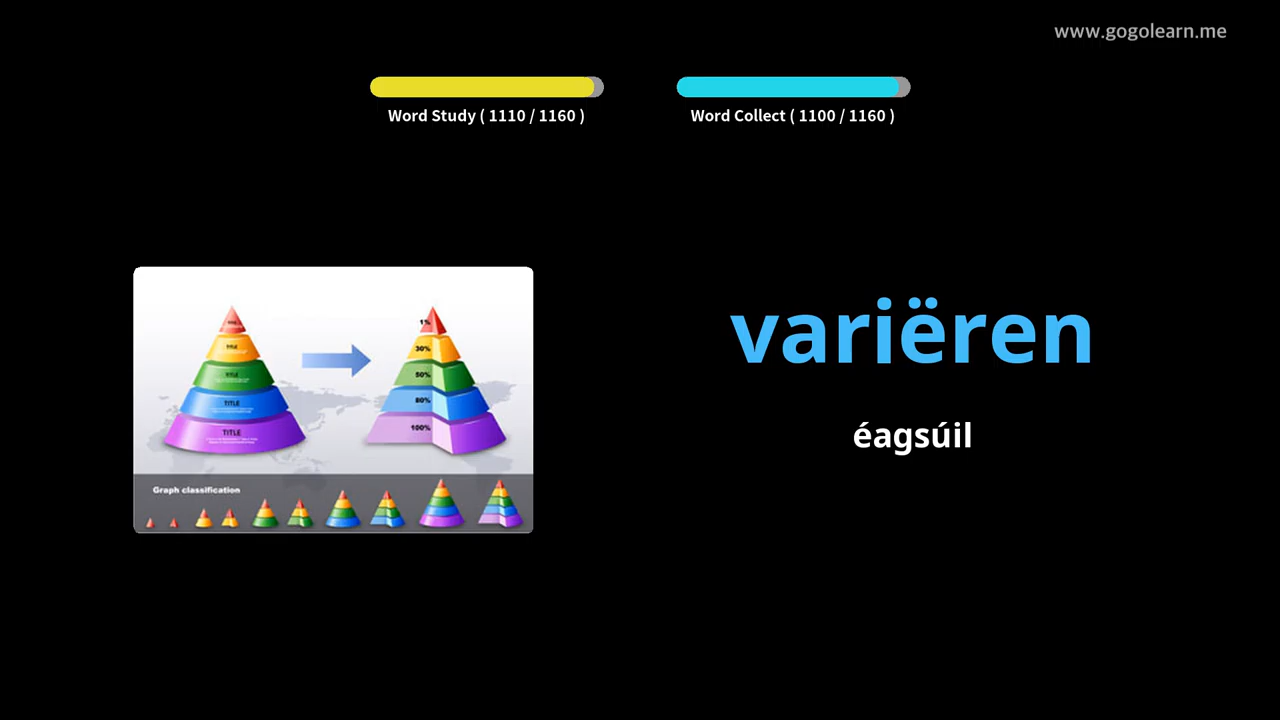 www.gogolearn.me
Word Study ( 1110 / 1160 )
Word Collect ( 1100 / 1160 )
variëren
éagsúil
TITLE
TITLE
TITLE
TITLE
1%
30%
50%
80%
100%
Graph classification